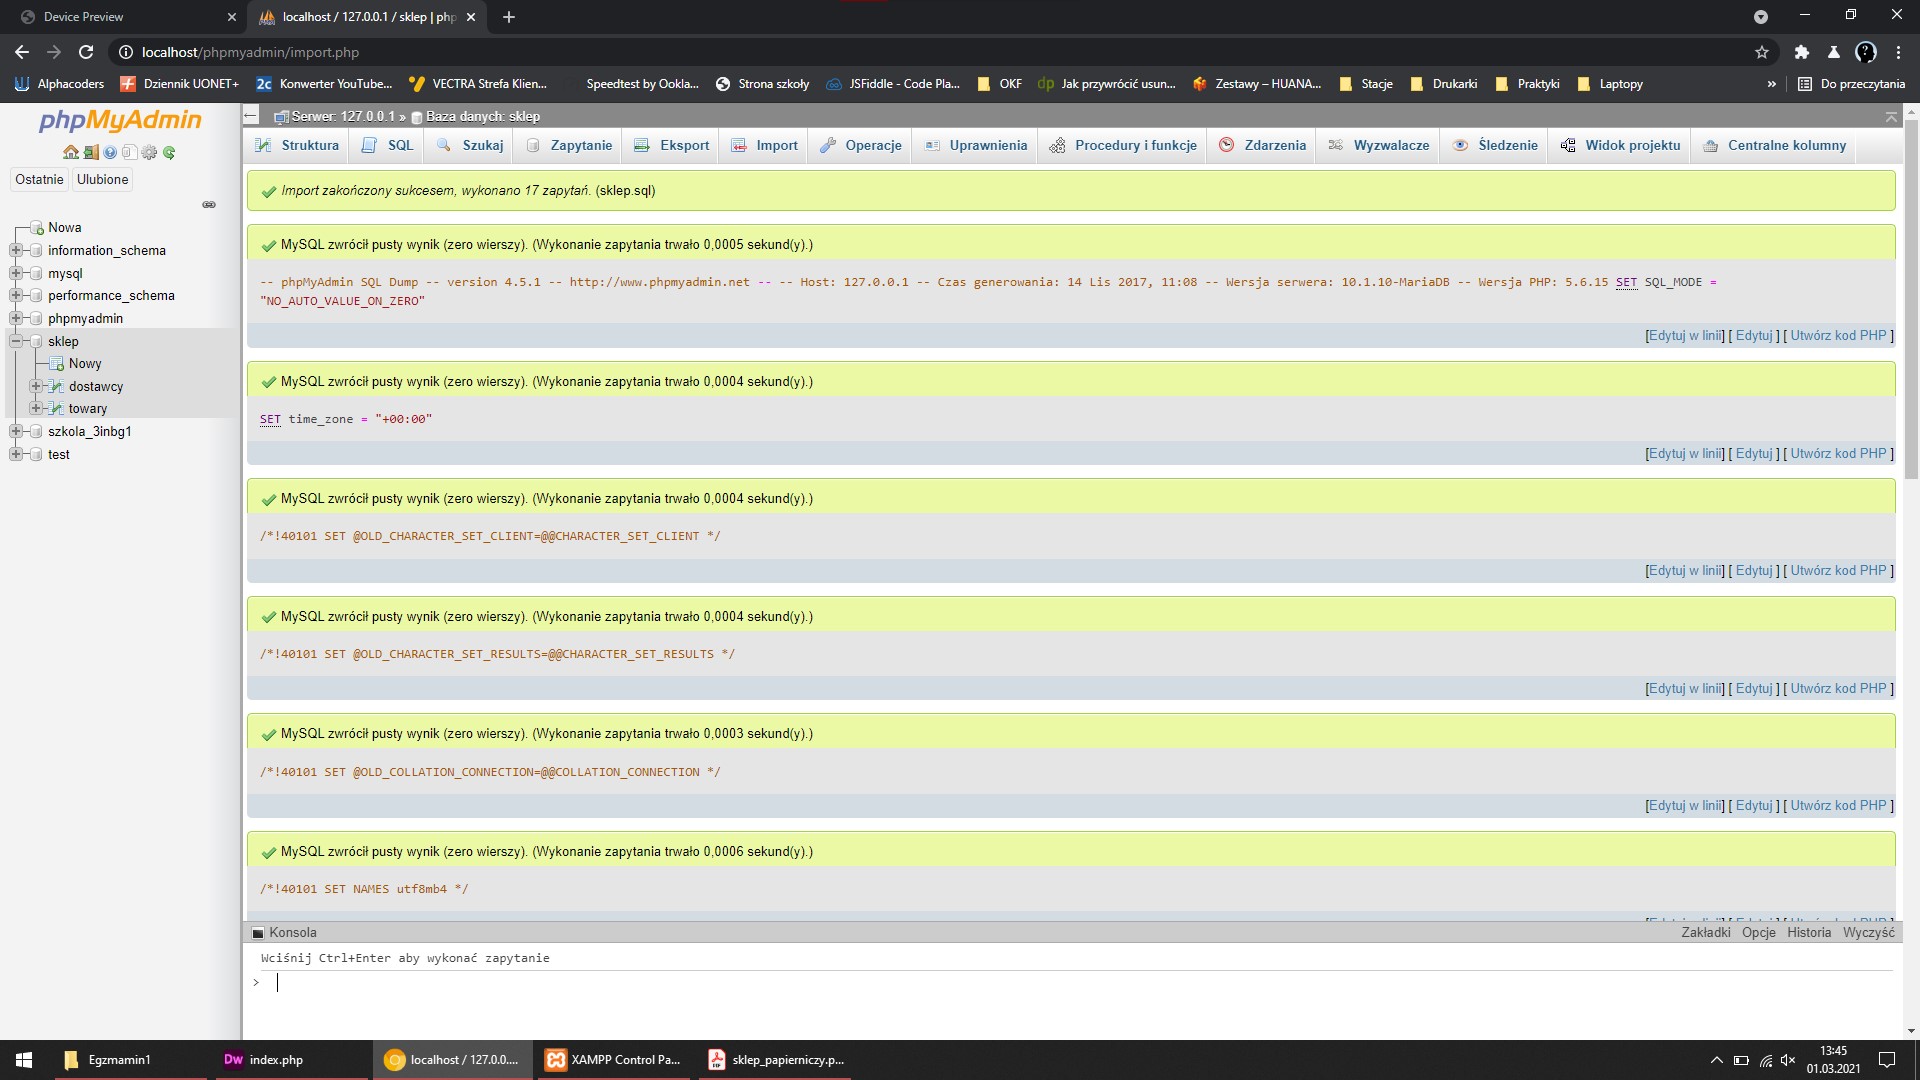 Device Preview
localhost / 127.0.0.1 / sklep | php
localhost/phpmyadmin/import.php
Alphacoders
Dziennik UONET+
Konwerter YouTube...
VECTRA Strefa Klien...
Speedtest by Ookla...
Strona szkoły
JSFiddle - Code Pla...
OKF
Jak przywrócić usun...
Zestawy – HUANA...
Stacje
Drukarki
Praktyki
Laptopy
»
Do przeczytania
phpMyAdmin
Ostatnie
Ulubione
Nowa
information_schema
mysql
performance_schema
phpmyadmin
sklep
Nowy
dostawcy
towary
szkola_3inbg1
test
Serwer: 127.0.0.1 » Baza danych: sklep
Struktura
SQL
Szukaj
Zapytanie
Eksport
Import
Operacje
Uprawnienia
Procedury i funkcje
Zdarzenia
Wyzwalacze
Śledzenie
Widok projektu
Centralne kolumny
Import zakończony sukcesem, wykonano 17 zapytań. (sklep.sql)
MySQL zwrócił pusty wynik (zero wierszy). (Wykonanie zapytania trwało 0,0005 sekund(y).)
-- phpMyAdmin SQL Dump -- version 4.5.1 -- http://www.phpmyadmin.net -- -- Host: 127.0.0.1 -- Czas generowania: 14 Lis 2017, 11:08 -- Wersja serwera: 10.1.10-MariaDB -- Wersja PHP: 5.6.15 SET SQL_MODE =
"NO_AUTO_VALUE_ON_ZERO"
[Edytuj w linii] [ Edytuj ] [ Utwórz kod PHP ]
MySQL zwrócił pusty wynik (zero wierszy). (Wykonanie zapytania trwało 0,0004 sekund(y).)
SET time_zone = "+00:00"
[Edytuj w linii] [ Edytuj ] [ Utwórz kod PHP ]
MySQL zwrócił pusty wynik (zero wierszy). (Wykonanie zapytania trwało 0,0004 sekund(y).)
/*!40101 SET @OLD_CHARACTER_SET_CLIENT=@@CHARACTER_SET_CLIENT */
[Edytuj w linii] [ Edytuj ] [ Utwórz kod PHP ]
MySQL zwrócił pusty wynik (zero wierszy). (Wykonanie zapytania trwało 0,0004 sekund(y).)
/*!40101 SET @OLD_CHARACTER_SET_RESULTS=@@CHARACTER_SET_RESULTS */
[Edytuj w linii] [ Edytuj ] [ Utwórz kod PHP ]
MySQL zwrócił pusty wynik (zero wierszy). (Wykonanie zapytania trwało 0,0003 sekund(y).)
/*!40101 SET @OLD_COLLATION_CONNECTION=@@COLLATION_CONNECTION */
[Edytuj w linii] [ Edytuj ] [ Utwórz kod PHP ]
MySQL zwrócił pusty wynik (zero wierszy). (Wykonanie zapytania trwało 0,0006 sekund(y).)
/*!40101 SET NAMES utf8mb4 */
[Edytuj w linii] [ Edytuj ] [ Utwórz kod PHP ]
Konsola
Zakładki Opcje Historia Wyczyść
Wciśnij Ctrl+Enter aby wykonać zapytanie
>
Egzmamin1
Dw index.php
localhost / 127.0.0....
XAMPP Control Pa...
sklep_papierniczy.p...
13:45
01.03.2021